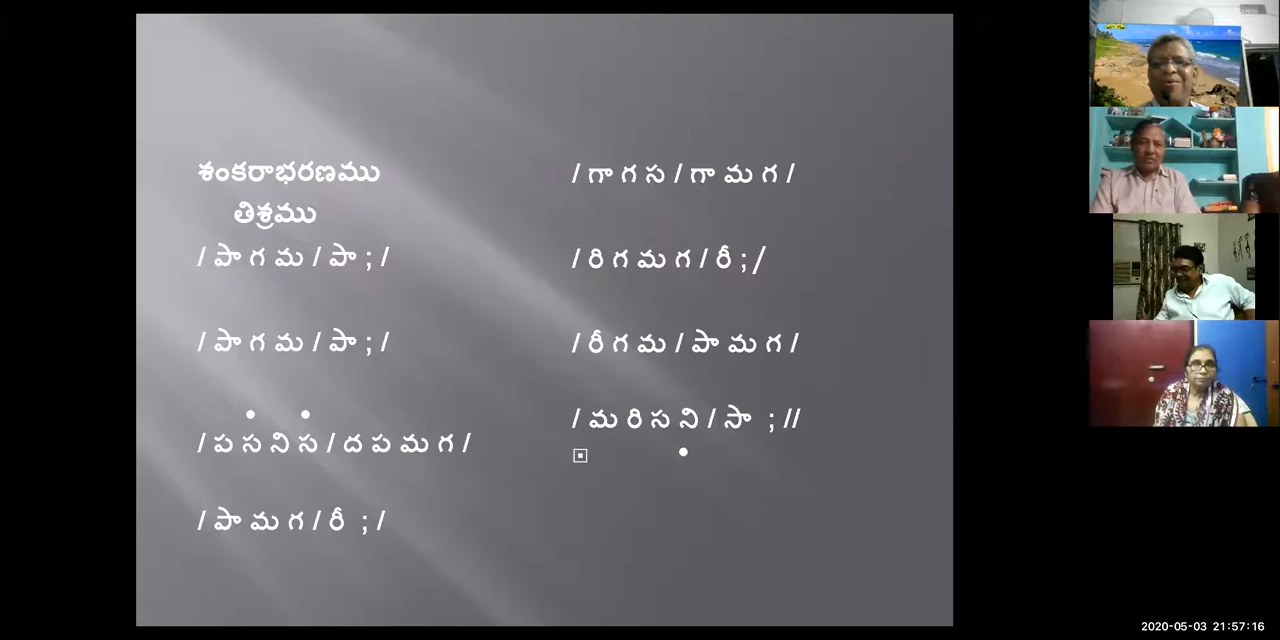 శంకరాభరణము
తిశ్రము
/ పా గ మ / పా ; /
/ పా గ మ / పా ; /
/ ప స ని స / ద ప మ గ /
/ పా మ గ / రీ ; /
/ గా గ స / గా మ గ /
/ రి గ మ గ / రీ ; /
/ రీ గ మ / పా మ గ /
/ మ రి స ని / సా ; //
2020-05-03 21:57:16